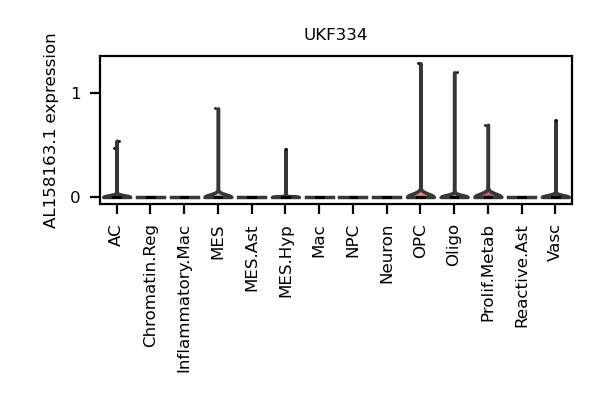 UKF334
AL158163.1 expression
1
0
AC
Chromatin.Reg
Inflammatory.Mac
MES
MES.Ast
MES.Hyp
Mac
NPC
Neuron
OPC
Oligo
Prolif.Metab
Reactive.Ast
Vasc